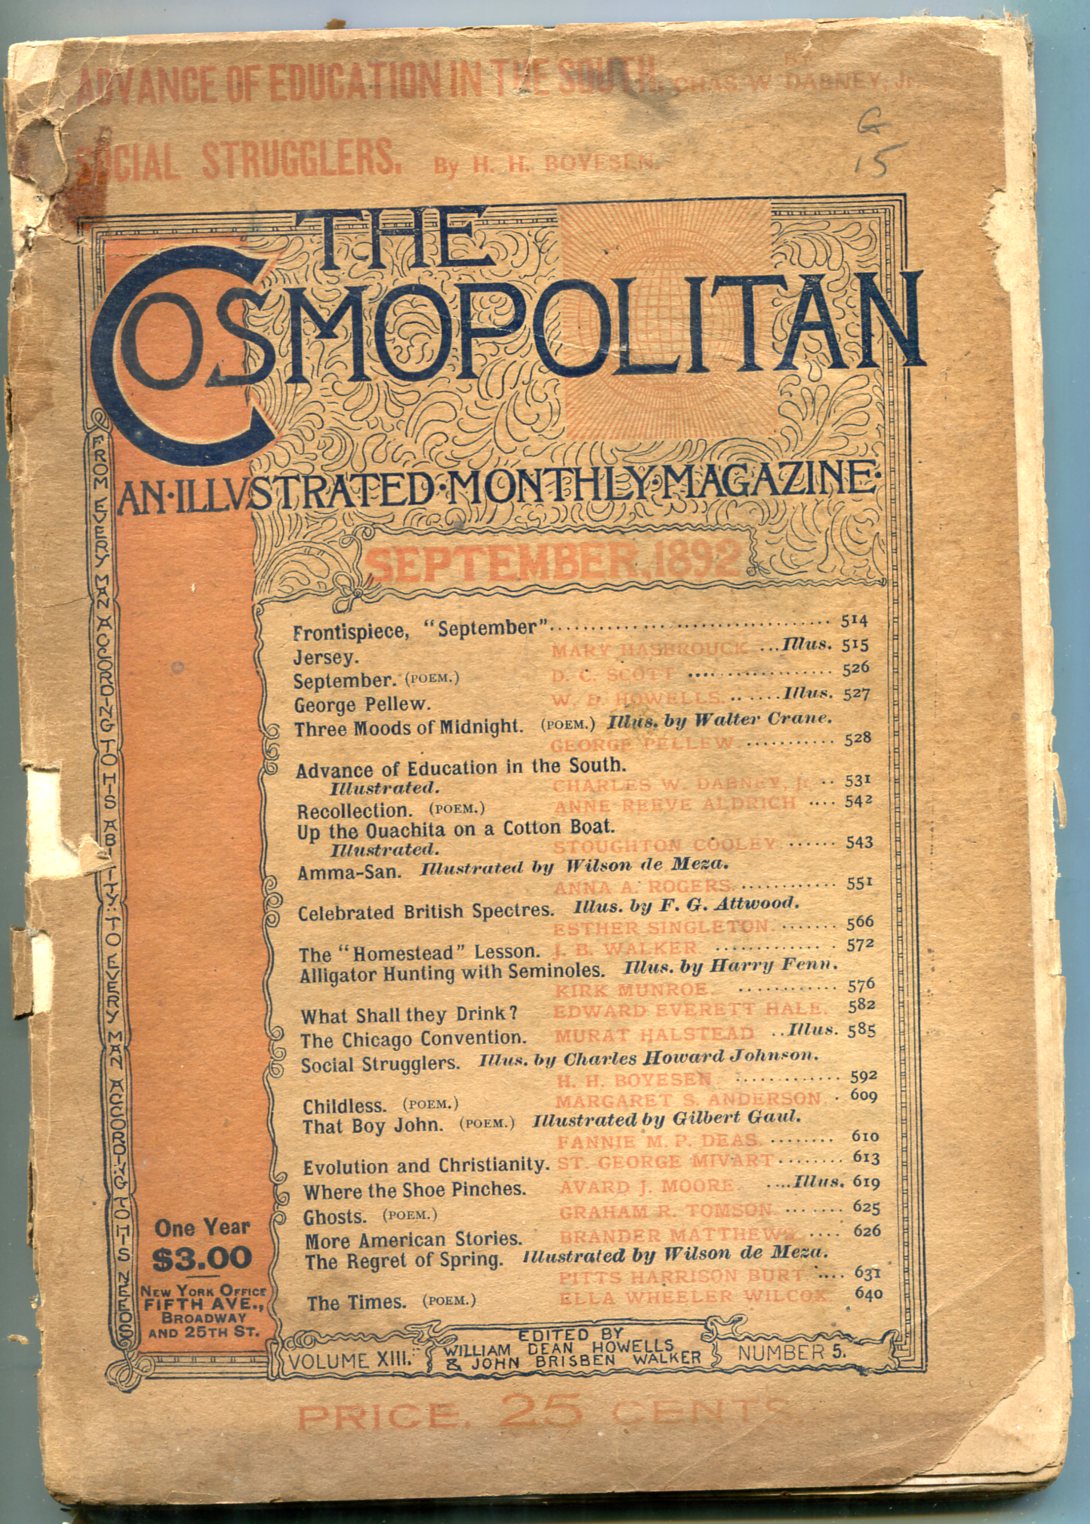 ADVANCE OF EDUCATION IN THE SOUTH. BY CHAS. W. DABNEY, Jr.
SOCIAL STRUGGLERS. By H. H. BOYESEN.
G
15
THE
COSMOPOLITAN
AN·ILLVSTRATED·MONTHLY·MAGAZINE·
SEPTEMBER, 1892
FROM EVERY MAN ACCORDING TO HIS ABILITY: TO EVERY MAN ACCORDING TO HIS NEEDS
Frontispiece, "September" 514
Jersey. MARY HASBROUCK ...Illus. 515
September. (POEM.) D. C. SCOTT 526
George Pellew. W. D. HOWELLS. Illus. 527
Three Moods of Midnight. (POEM.) Illus. by Walter Crane.
GEORGE PELLEW 528
Advance of Education in the South.
Illustrated. CHARLES W. DABNEY, Jr. 531
Recollection. (POEM.) ANNE REEVE ALDRICH 542
Up the Ouachita on a Cotton Boat.
Illustrated. STOUGHTON COOLEY 543
Amma-San. Illustrated by Wilson de Meza.
ANNA A. ROGERS. 551
Celebrated British Spectres. Illus. by F. G. Attwood.
ESTHER SINGLETON. 566
The "Homestead" Lesson. J. B. WALKER 572
Alligator Hunting with Seminoles. Illus. by Harry Fenn.
KIRK MUNROE. 576
What Shall they Drink? EDWARD EVERETT HALE. 582
The Chicago Convention. MURAT HALSTEAD ..Illus. 585
Social Strugglers. Illus. by Charles Howard Johnson.
H. H. BOYESEN 592
Childless. (POEM.) MARGARET S. ANDERSON. 609
That Boy John. (POEM.) Illustrated by Gilbert Gaul.
FANNIE M. P. DEAS. 610
Evolution and Christianity. ST. GEORGE MIVART 613
Where the Shoe Pinches. AVARD J. MOORE. ....Illus. 619
Ghosts. (POEM.) GRAHAM R. TOMSON. 625
More American Stories. BRANDER MATTHEWS. 626
The Regret of Spring. Illustrated by Wilson de Meza.
PITTS HARRISON BURT. 631
The Times. (POEM.) ELLA WHEELER WILCOX 640
One Year
$3.00
NEW YORK OFFICE
FIFTH AVE.,
BROADWAY
AND 25TH ST.
VOLUME XIII.
EDITED BY
WILLIAM DEAN HOWELLS
& JOHN BRISBEN WALKER
NUMBER 5.
PRICE, 25 CENTS